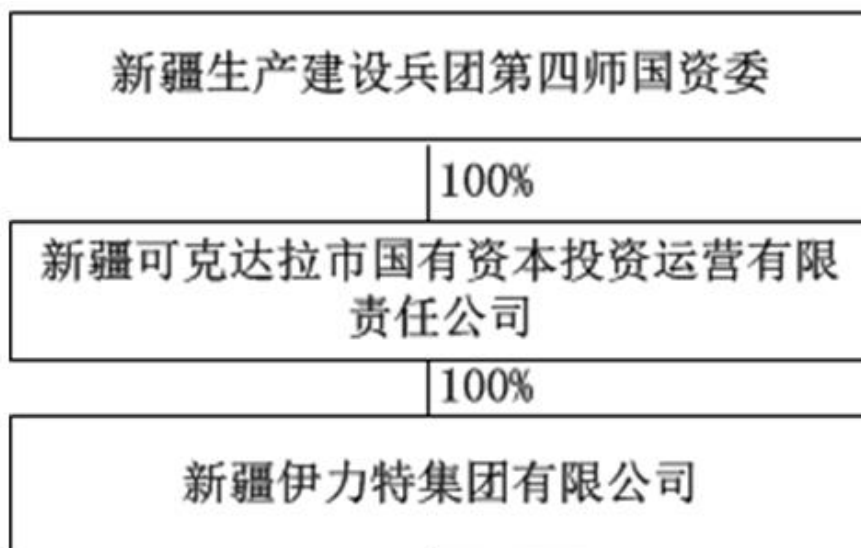 新疆生产建设兵团第四师国资委
100%
新疆可克达拉市国有资本投资运营有限
责任公司
100%
新疆伊力特集团有限公司